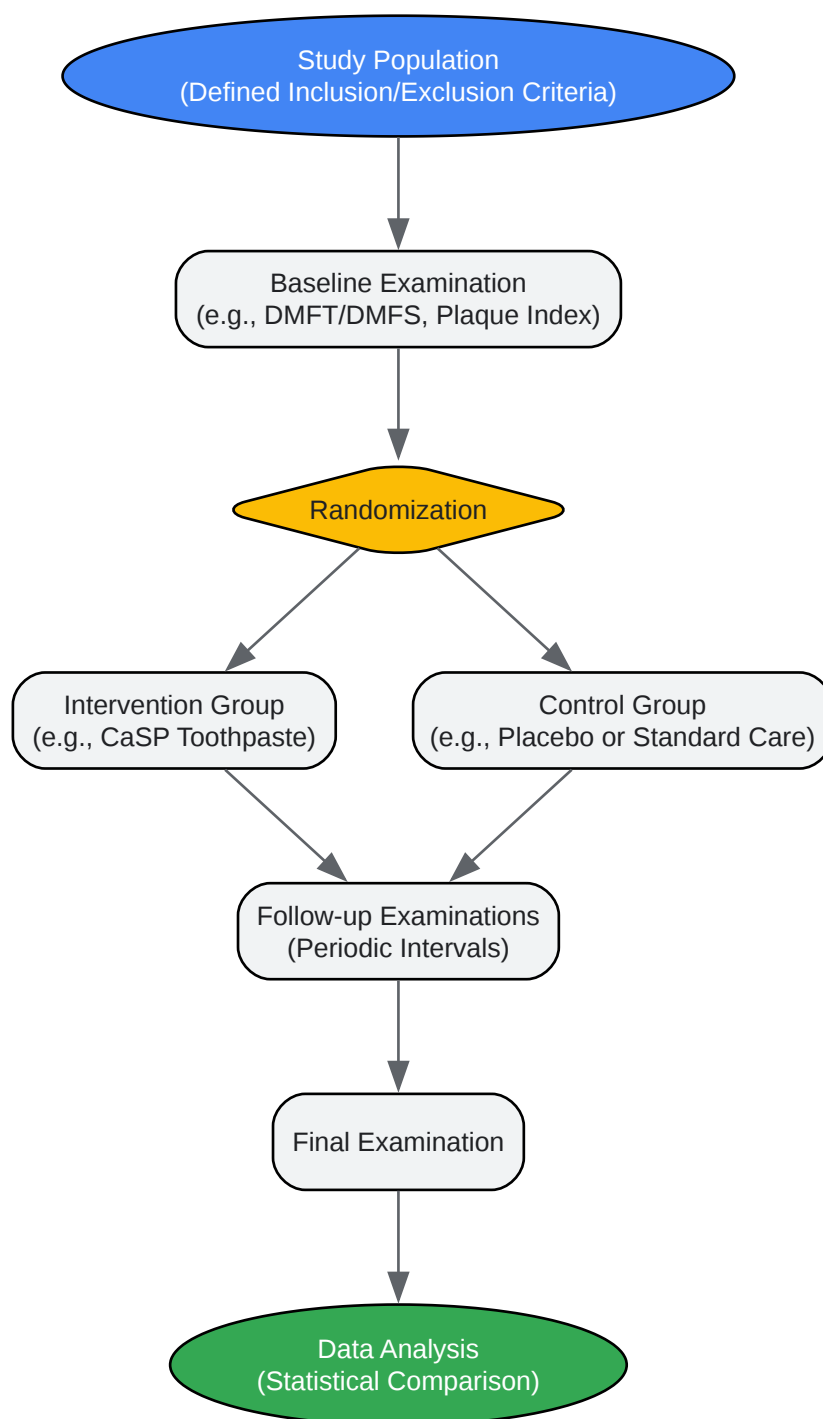 Study Population
(Defined Inclusion/Exclusion Criteria)
Baseline Examination
(e.g., DMFT/DMFS, Plaque Index)
Randomization
Intervention Group
(e.g., CaSP Toothpaste)
Control Group
(e.g., Placebo or Standard Care)
Follow-up Examinations
(Periodic Intervals)
Final Examination
Data Analysis
(Statistical Comparison)